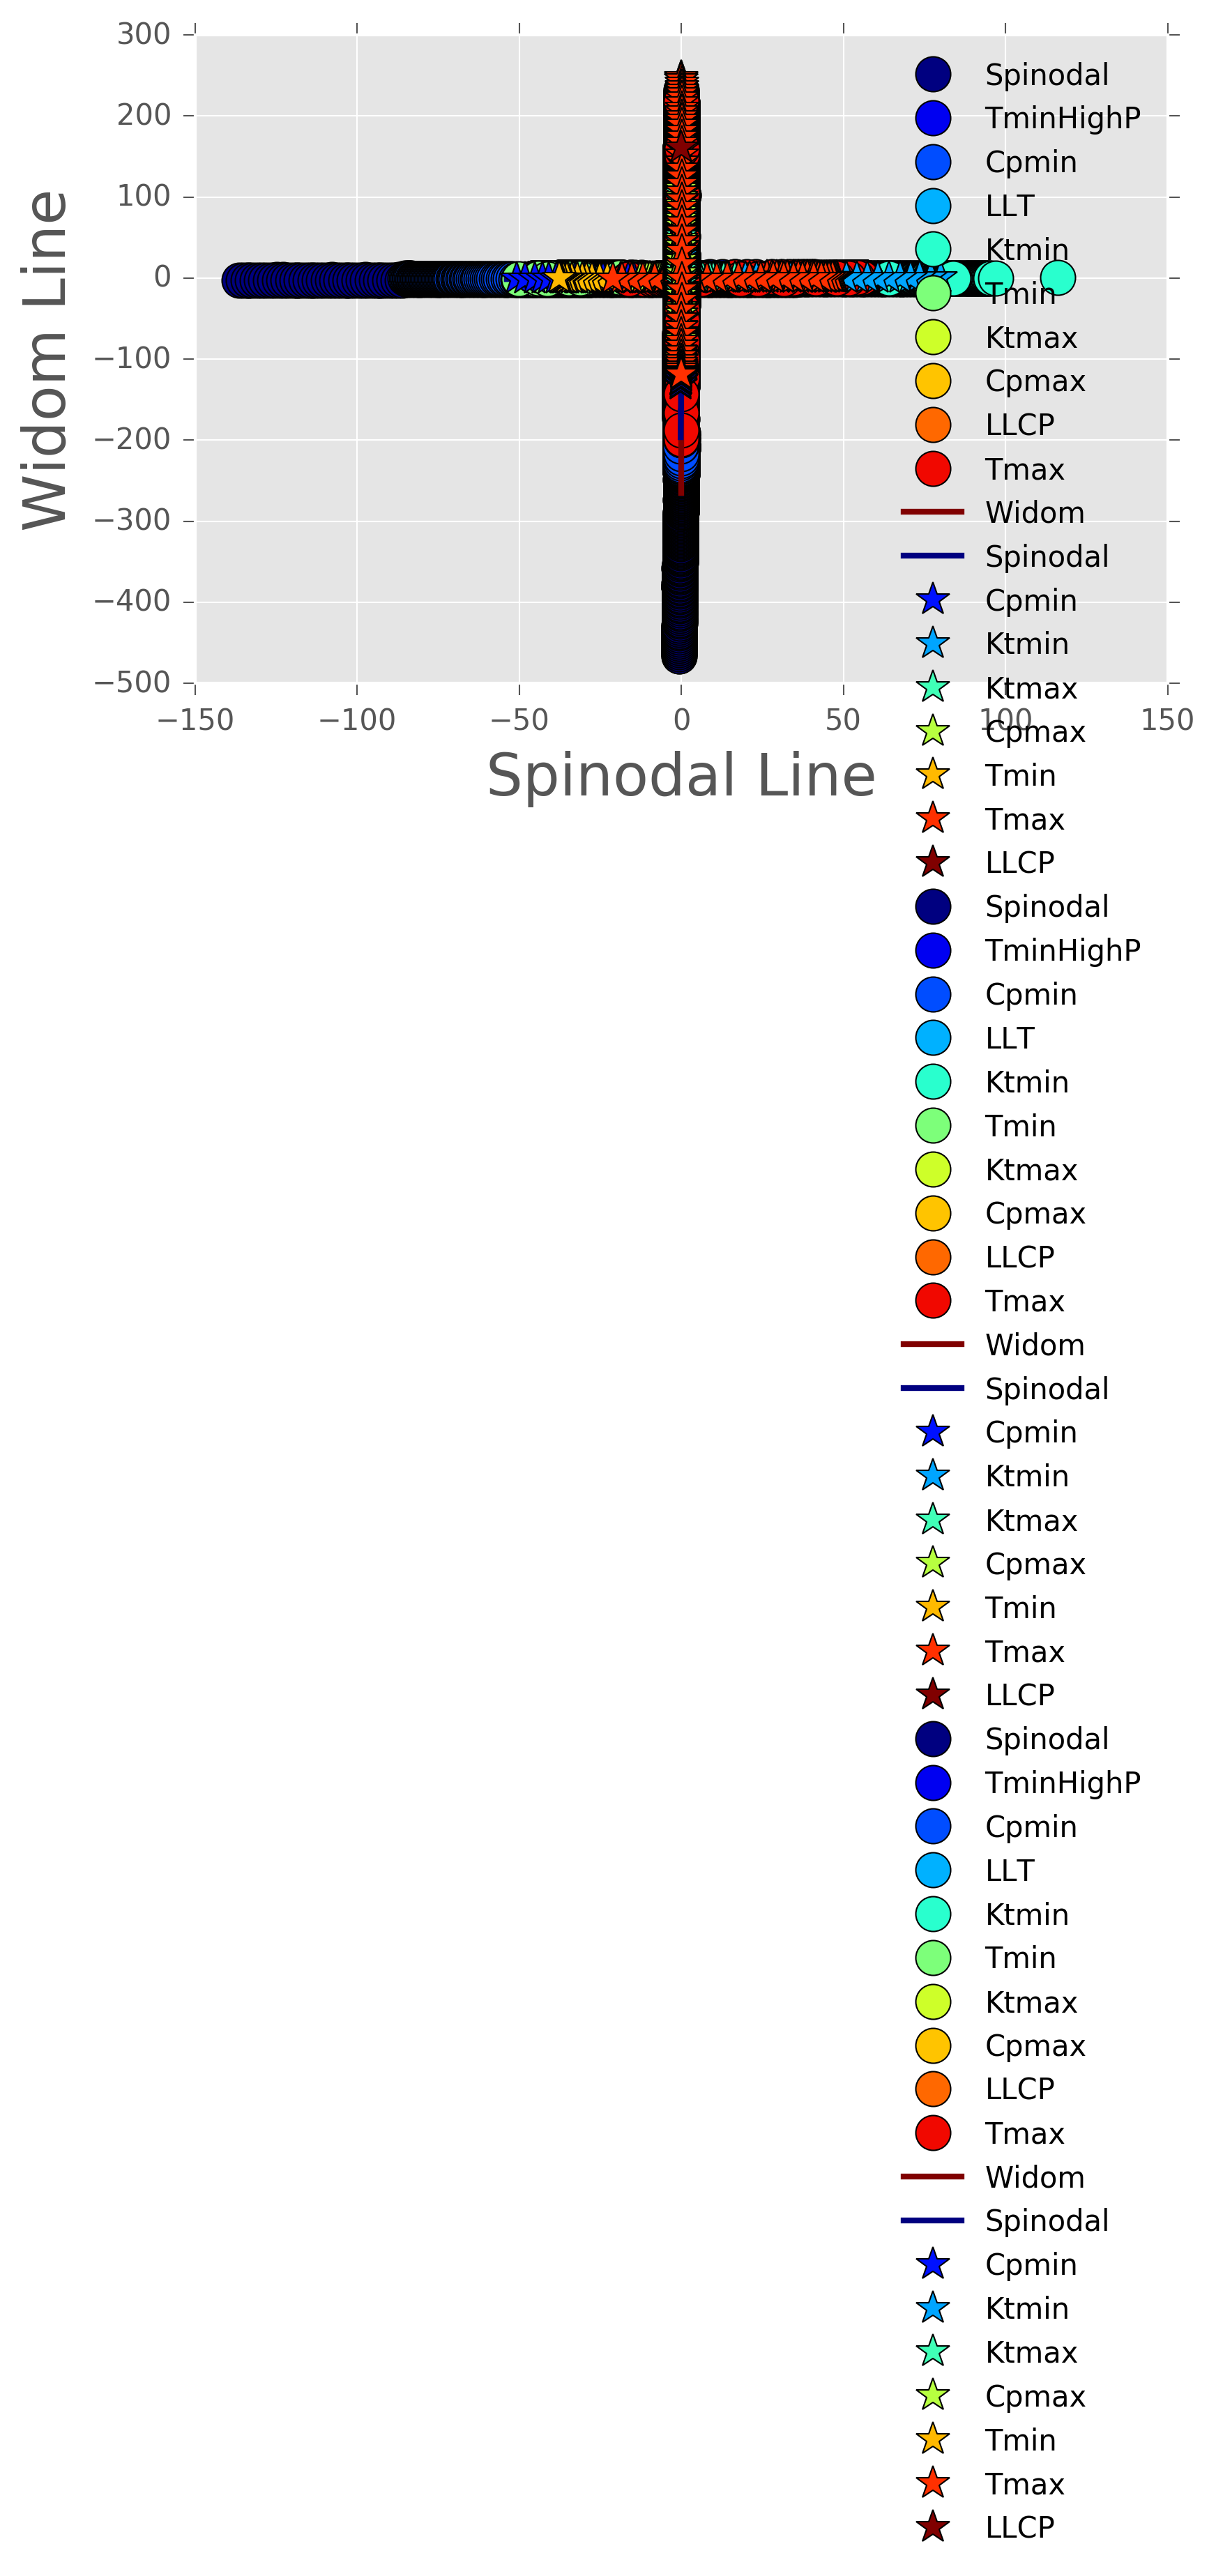 300
200
100
0
−100
−200
−300
−400
−500
Widom Line
−150
−100
−50
0
50
100
150
Spinodal Line
Spinodal
TminHighP
Cpmin
LLT
Ktmin
Tmin
Ktmax
Cpmax
LLCP
Tmax
Widom
Spinodal
Cpmin
Ktmin
Ktmax
Cpmax
Tmin
Tmax
LLCP
Spinodal
TminHighP
Cpmin
LLT
Ktmin
Tmin
Ktmax
Cpmax
LLCP
Tmax
Widom
Spinodal
Cpmin
Ktmin
Ktmax
Cpmax
Tmin
Tmax
LLCP
Spinodal
TminHighP
Cpmin
LLT
Ktmin
Tmin
Ktmax
Cpmax
LLCP
Tmax
Widom
Spinodal
Cpmin
Ktmin
Ktmax
Cpmax
Tmin
Tmax
LLCP